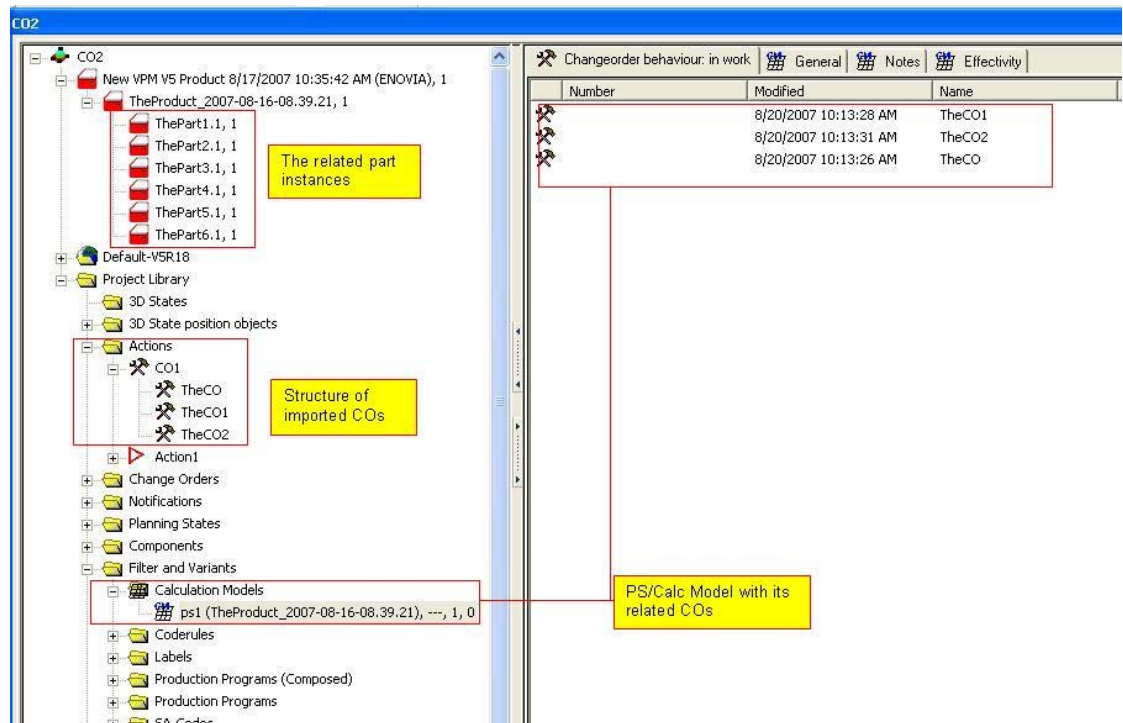 CO2
CO2
New VPM V5 Product 8/17/2007 10:35:42 AM (ENOVIA), 1
TheProduct_2007-08-16-08.39.21, 1
ThePart1.1, 1
ThePart2.1, 1
ThePart3.1, 1
ThePart4.1, 1
ThePart5.1, 1
ThePart6.1, 1
The related part
instances
Default-V5R18
Project Library
3D States
3D State position objects
Actions
CO1
TheCO
TheCO1
TheCO2
Structure of
imported COs
Action1
Change Orders
Notifications
Planning States
Components
Filter and Variants
Calculation Models
ps1 (TheProduct_2007-08-16-08.39.21), ---, 1, 0
Coderules
Labels
Production Programs (Composed)
Production Programs
SA-Codes
Changeorder behaviour: in work General Notes Effectivity
Number Modified Name
8/20/2007 10:13:28 AM TheCO1
8/20/2007 10:13:31 AM TheCO2
8/20/2007 10:13:26 AM TheCO
PS/Calc Model with its
related COs